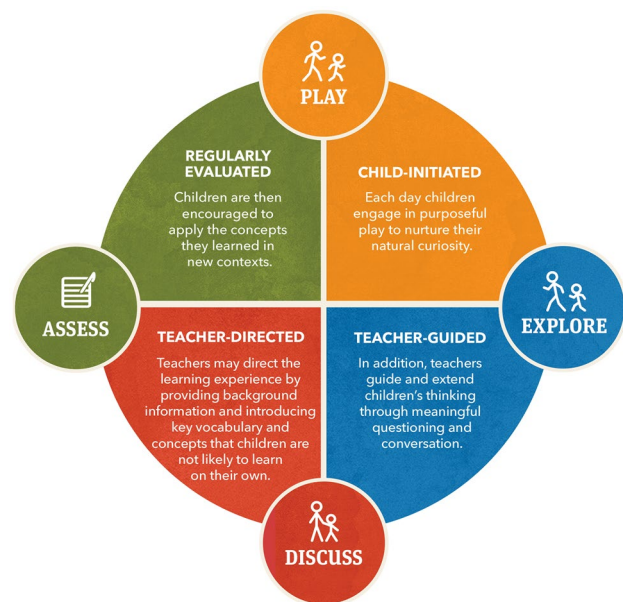 PLAY
REGULARLY
EVALUATED
Children are then
encouraged to
apply the concepts
they learned in
new contexts.
CHILD-INITIATED
Each day children
engage in purposeful
play to nurture their
natural curiosity.
ASSESS
EXPLORE
TEACHER-DIRECTED
Teachers may direct the
learning experience by
providing background
information and introducing
key vocabulary and
concepts that children are
not likely to learn
on their own.
TEACHER-GUIDED
In addition, teachers
guide and extend
children's thinking
through meaningful
questioning and
conversation.
DISCUSS